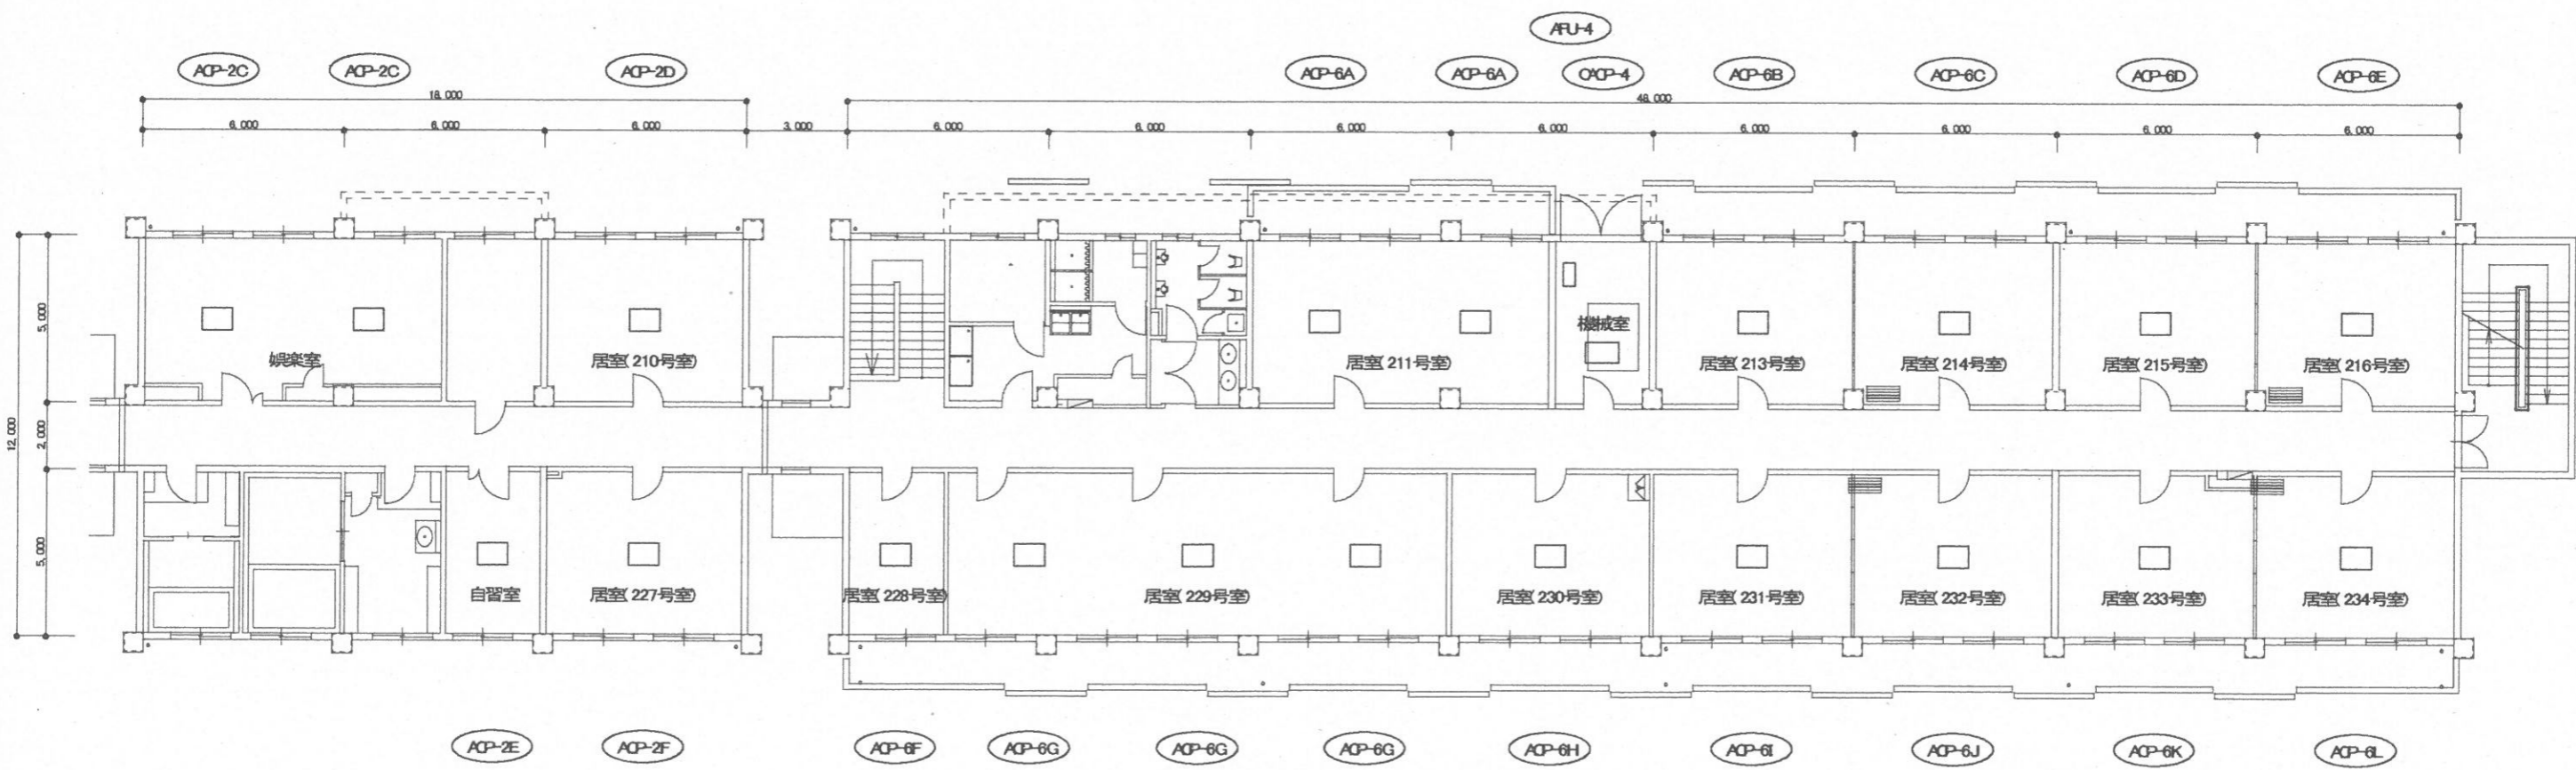 AFU-4
ACP-2C
ACP-2C
ACP-2D
ACP-6A
ACP-6A
OACP-4
ACP-6B
ACP-6C
ACP-6D
ACP-6E
18,000
48,000
6,000
6,000
6,000
3,000
6,000
6,000
6,000
6,000
6,000
6,000
6,000
6,000
12,000
5,000
2,000
5,000
娯楽室
居室(210号室)
居室(211号室)
機械室
居室(213号室)
居室(214号室)
居室(215号室)
居室(216号室)
自習室
居室(227号室)
居室(228号室)
居室(229号室)
居室(230号室)
居室(231号室)
居室(232号室)
居室(233号室)
居室(234号室)
ACP-2E
ACP-2F
ACP-6F
ACP-6G
ACP-6G
ACP-6G
ACP-6H
ACP-6I
ACP-6J
ACP-6K
ACP-6L